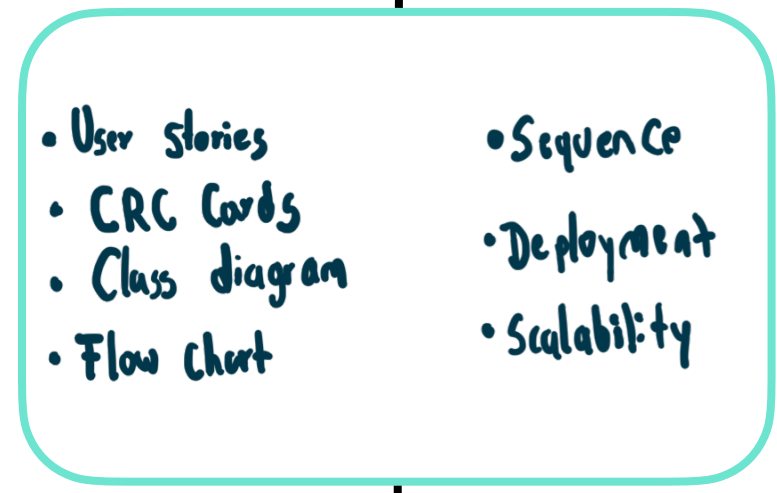 • User stories
• CRC Cards
• Class diagram
• Flow chart
• Sequence
• Deployment
• Scalability